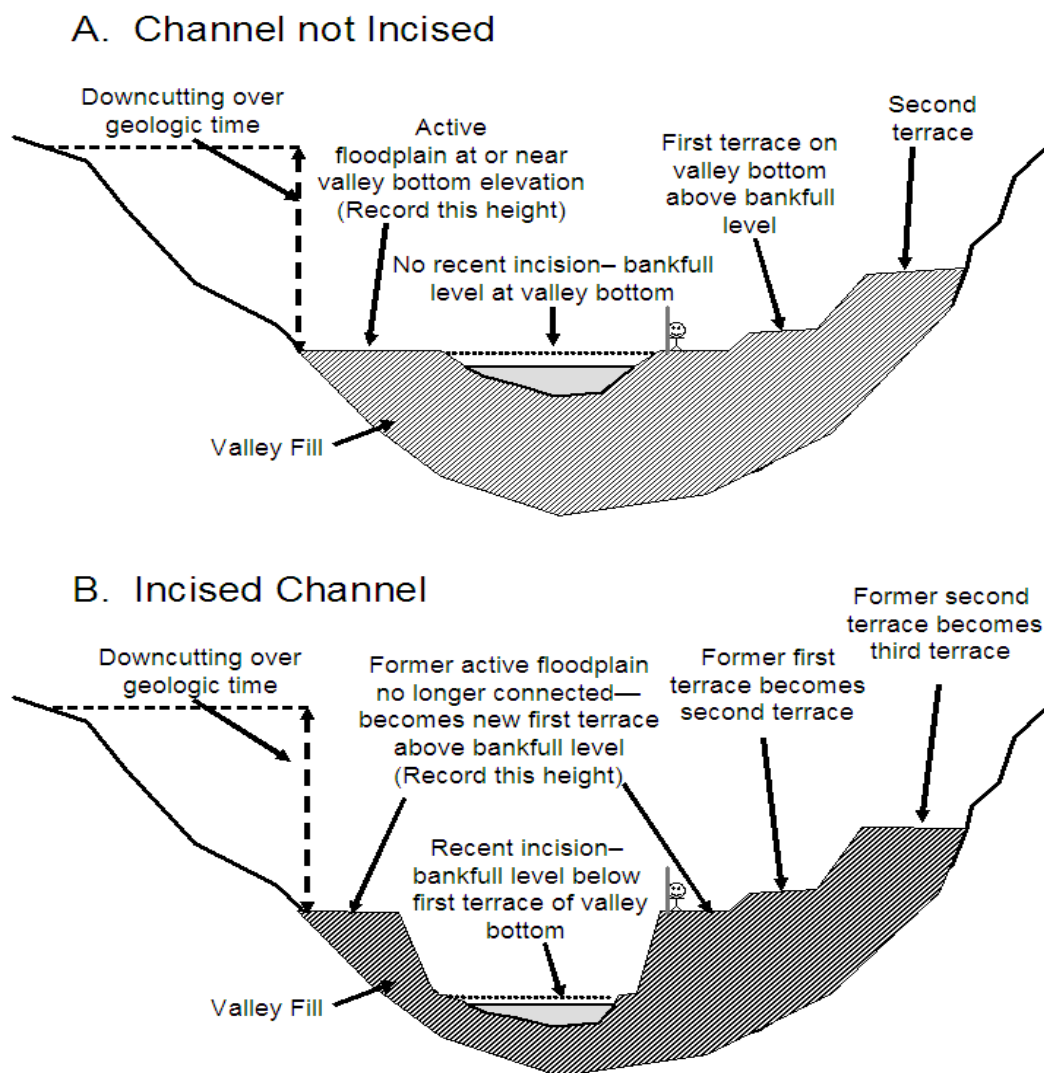 A. Channel not Incised
Downcutting over
geologic time
Active
floodplain at or near
valley bottom elevation
(Record this height)
First terrace on
valley bottom
above bankfull
level
Second
terrace
No recent incision– bankfull
level at valley bottom
Valley Fill
B. Incised Channel
Downcutting over
geologic time
Former active floodplain
no longer connected—
becomes new first terrace
above bankfull level
(Record this height)
Former first
terrace becomes
second terrace
Former second
terrace becomes
third terrace
Recent incision–
bankfull level below
first terrace of valley
bottom
Valley Fill